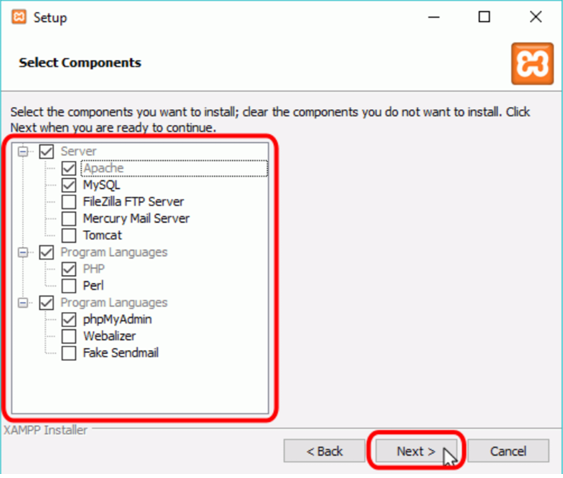 Setup
Select Components
Select the components you want to install; clear the components you do not want to install. Click
Next when you are ready to continue.
Server
Apache
MySQL
FileZilla FTP Server
Mercury Mail Server
Tomcat
Program Languages
PHP
Perl
Program Languages
phpMyAdmin
Webalizer
Fake Sendmail
XAMPP Installer
< Back
Next >
Cancel